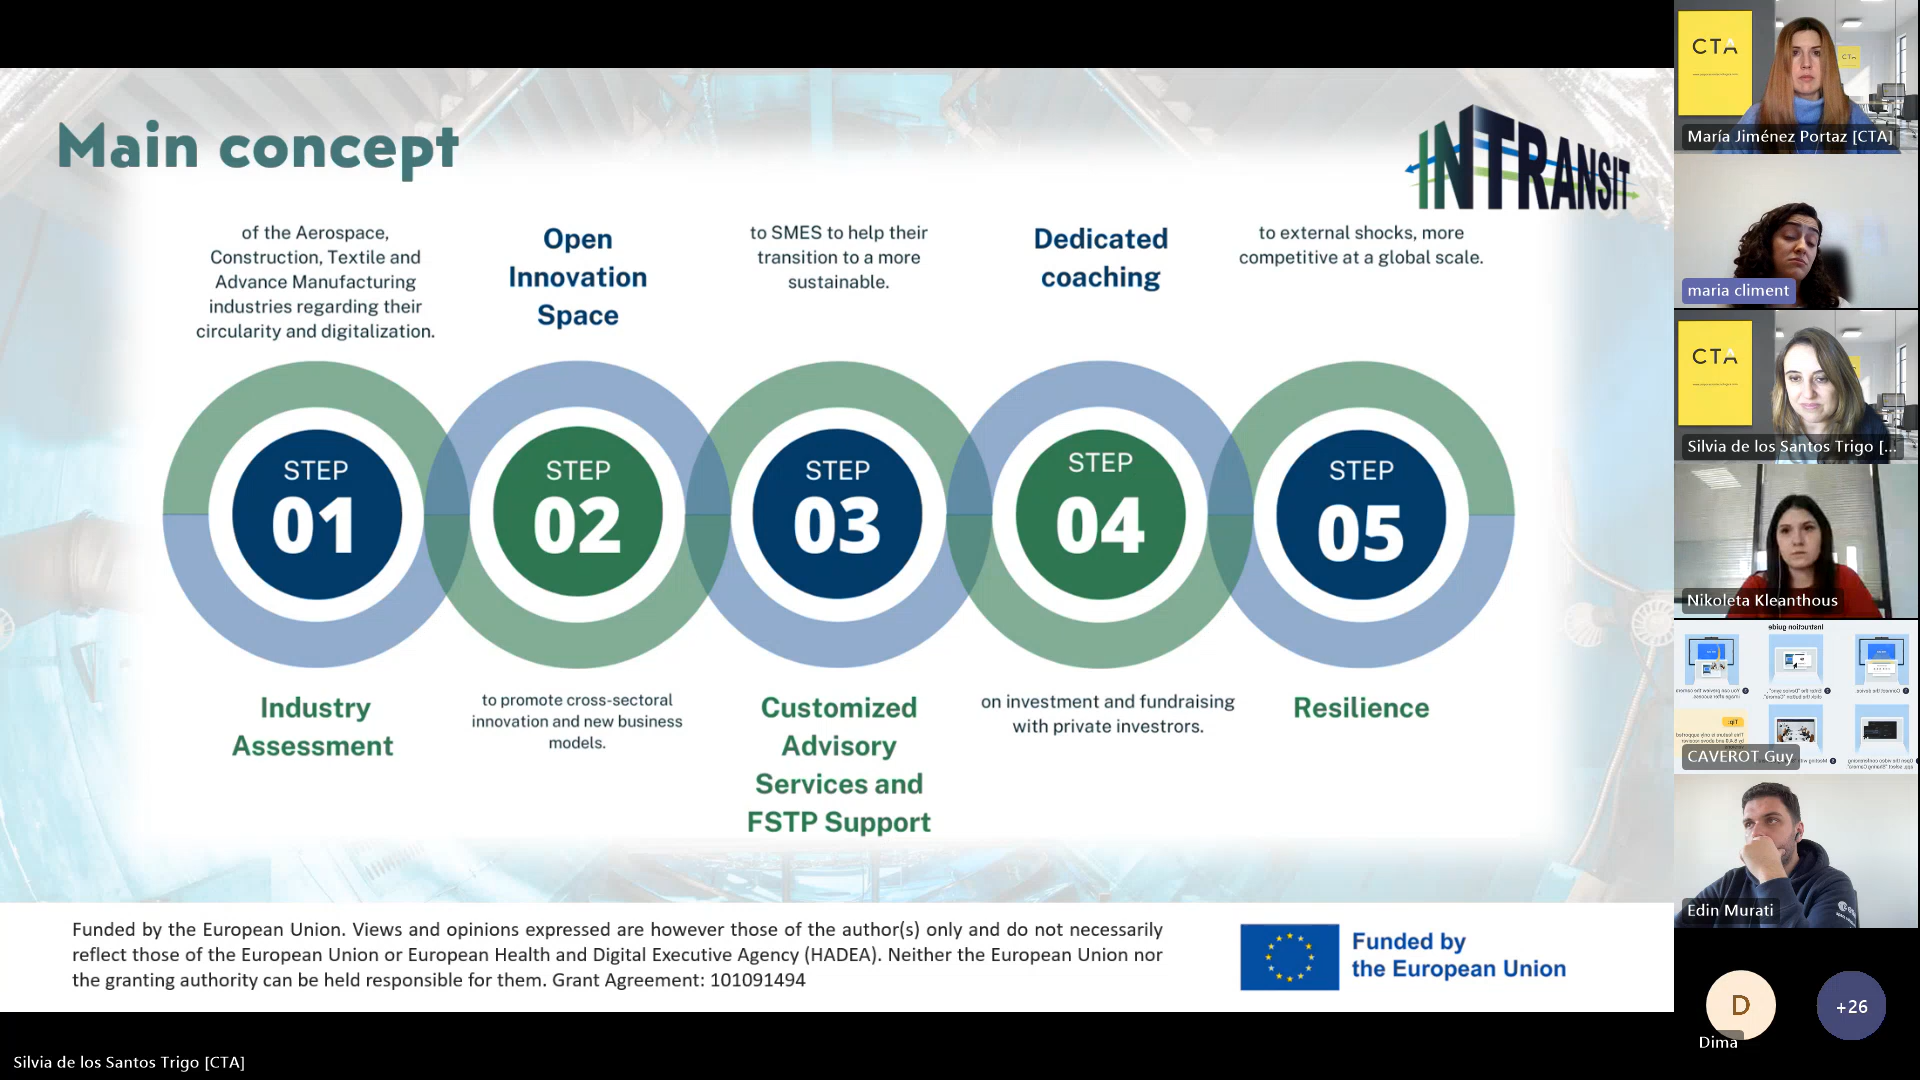 Main concept
INTRANSIT
of the Aerospace,
Construction, Textile and
Advance Manufacturing
industries regarding their
circularity and digitalization.
Open
Innovation
Space
to SMES to help their
transition to a more
sustainable.
Dedicated
coaching
to external shocks, more
competitive at a global scale.
STEP
01
STEP
02
STEP
03
STEP
04
STEP
05
Industry
Assessment
to promote cross-sectoral
innovation and new business
models.
Customized
Advisory
Services and
FSTP Support
on investment and fundraising
with private investrors.
Resilience
Funded by the European Union. Views and opinions expressed are however those of the author(s) only and do not necessarily
reflect those of the European Union or European Health and Digital Executive Agency (HADEA). Neither the European Union nor
the granting authority can be held responsible for them. Grant Agreement: 101091494
Funded by
the European Union
Silvia de los Santos Trigo [CTA]
CTA
CTA
María Jiménez Portaz [CTA]
maria climent
CTA
Silvia de los Santos Trigo [...
Nikoleta Kleanthous
Instruction guide
Tip:
CAVEROT Guy
Edin Murati
D
Dima
+26